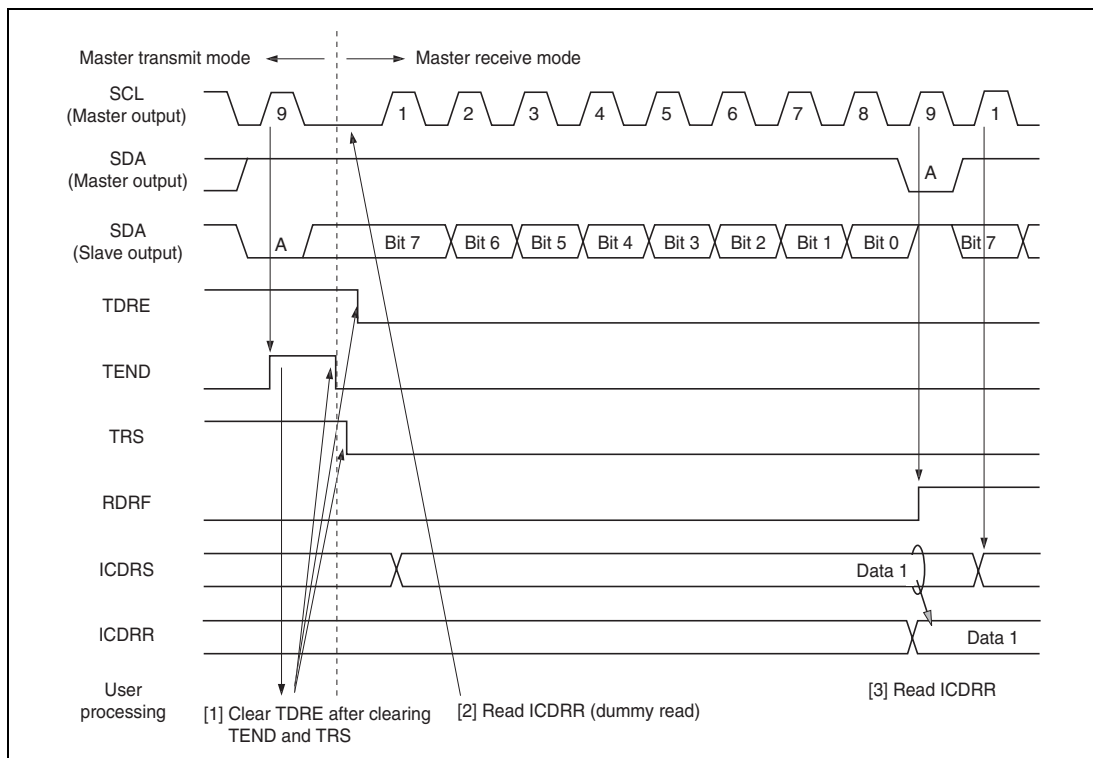 Master transmit mode
Master receive mode
SCL
(Master output)
9
1
2
3
4
5
6
7
8
9
1
SDA
(Master output)
A
SDA
(Slave output)
A
Bit 7
Bit 6
Bit 5
Bit 4
Bit 3
Bit 2
Bit 1
Bit 0
Bit 7
TDRE
TEND
TRS
RDRF
ICDRS
Data 1
ICDRR
Data 1
User
processing
[1] Clear TDRE after clearing
TEND and TRS
[2] Read ICDRR (dummy read)
[3] Read ICDRR